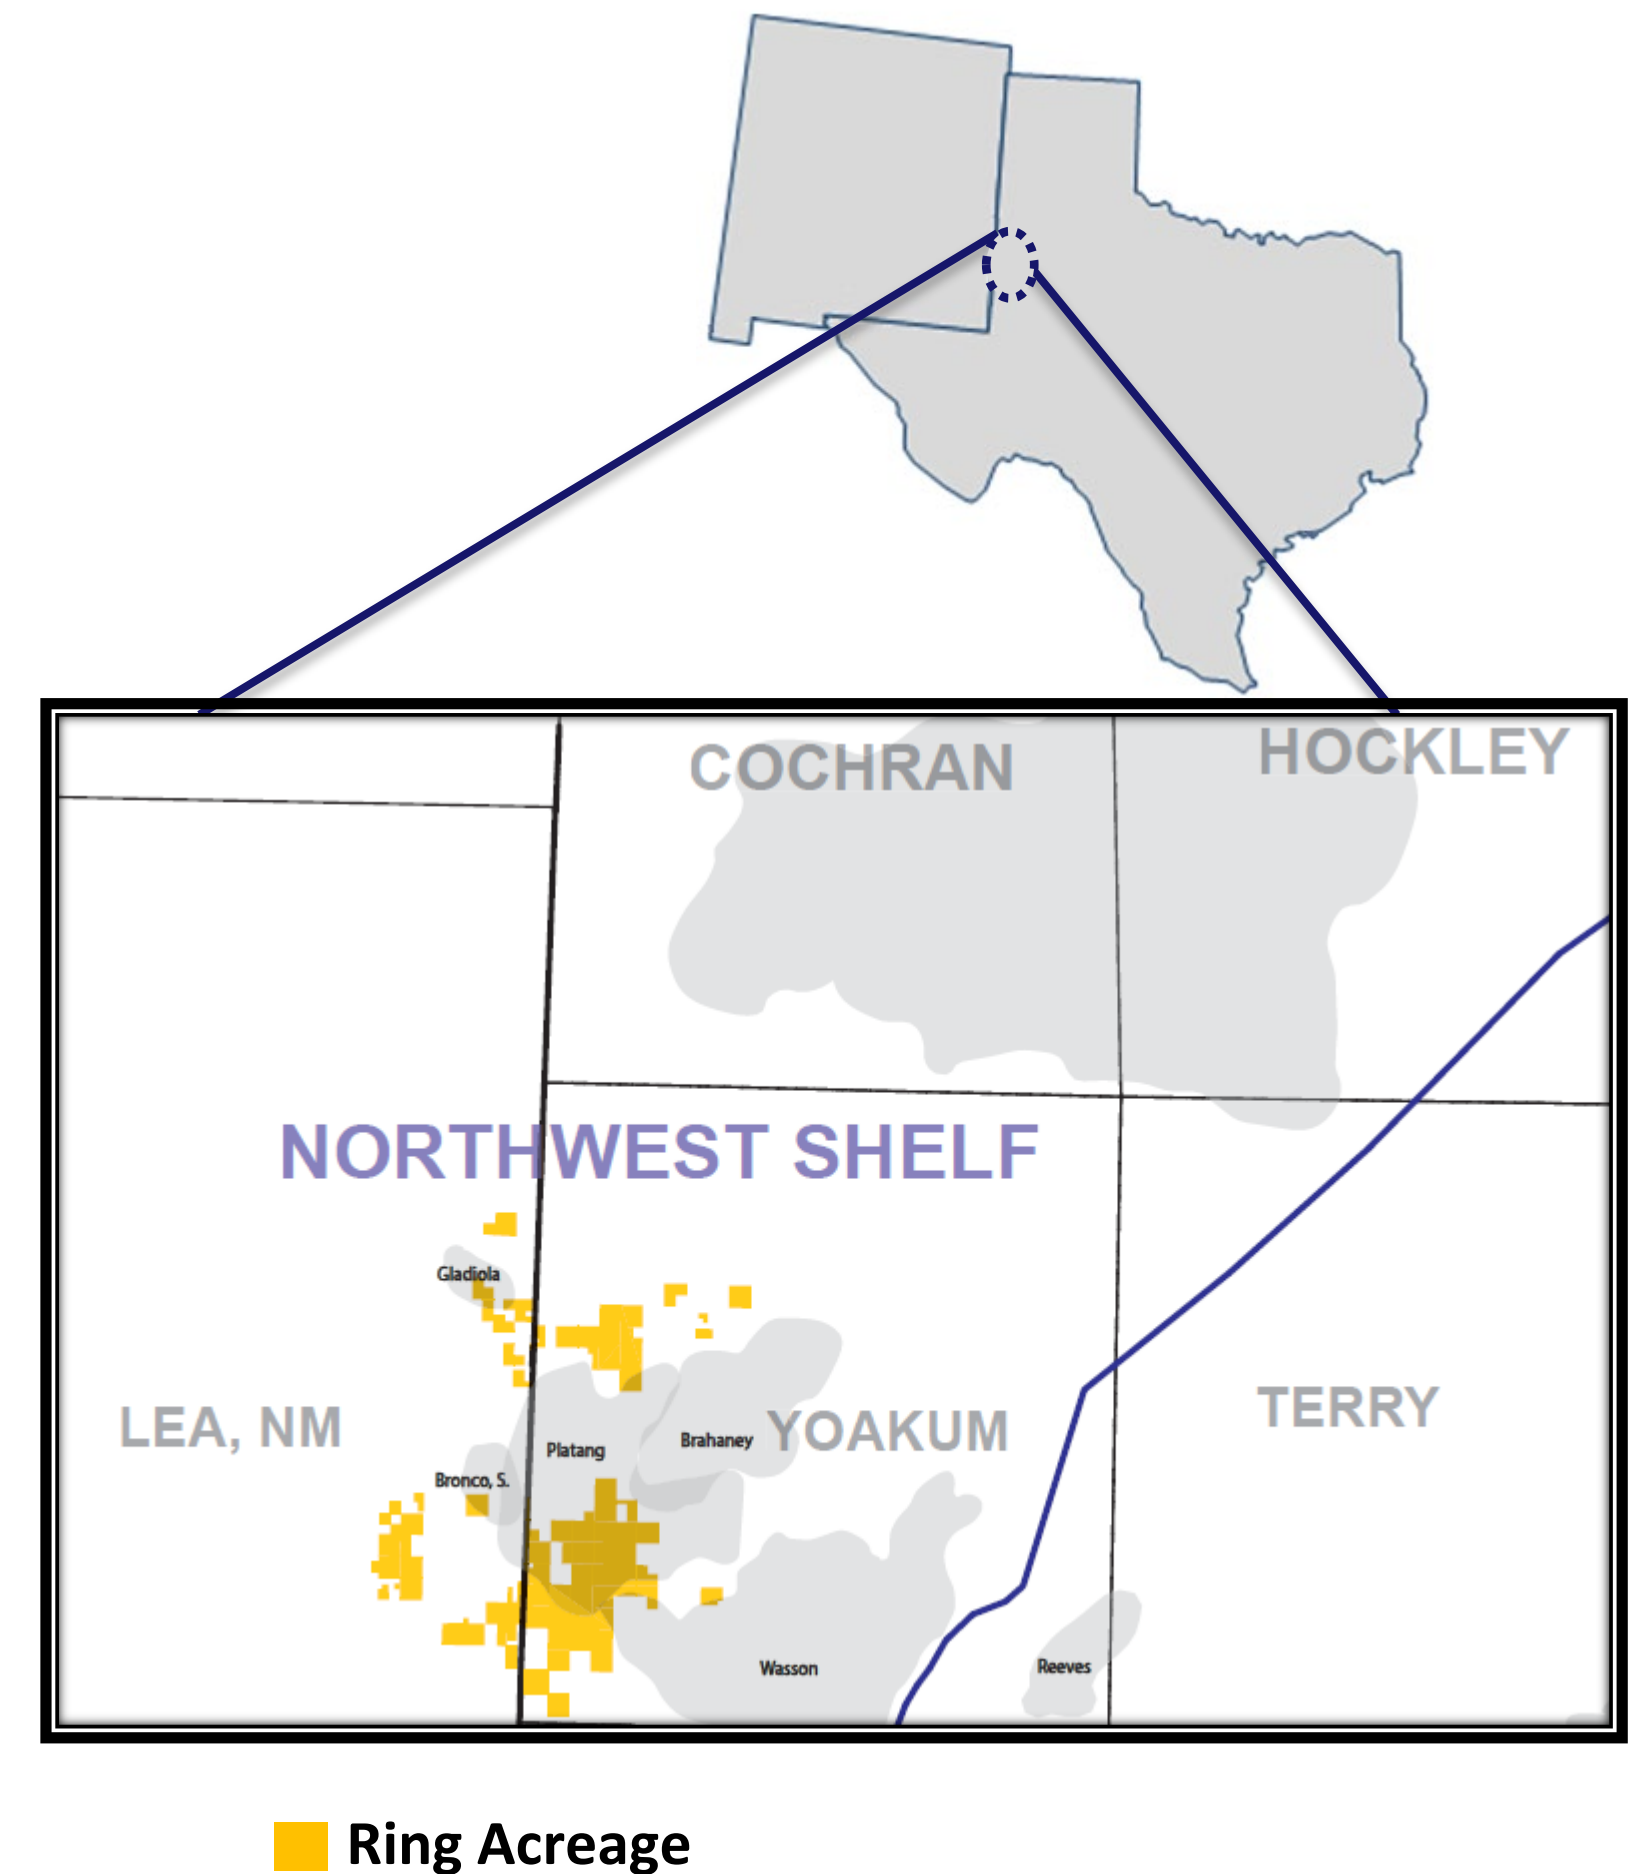 COCHRAN
HOCKLEY
NORTHWEST SHELF
Gladiola
LEA, NM
TERRY
YOAKUM
Brahaney
Platang
Bronco, S.
Wasson
Reeves
Ring Acreage